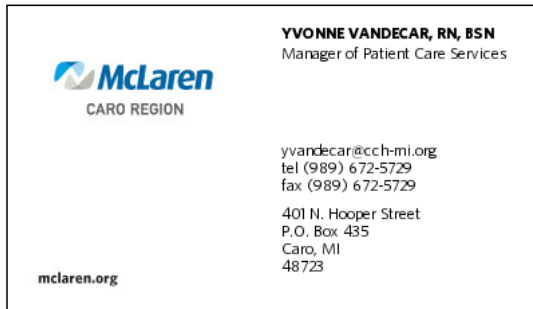 McLaren
CARO REGION
mclaren.org
YVONNE VANDECAR, RN, BSN
Manager of Patient Care Services
yvandecar@cch-mi.org
tel (989) 672-5729
fax (989) 672-5729
401 N. Hooper Street
P.O. Box 435
Caro, MI
48723